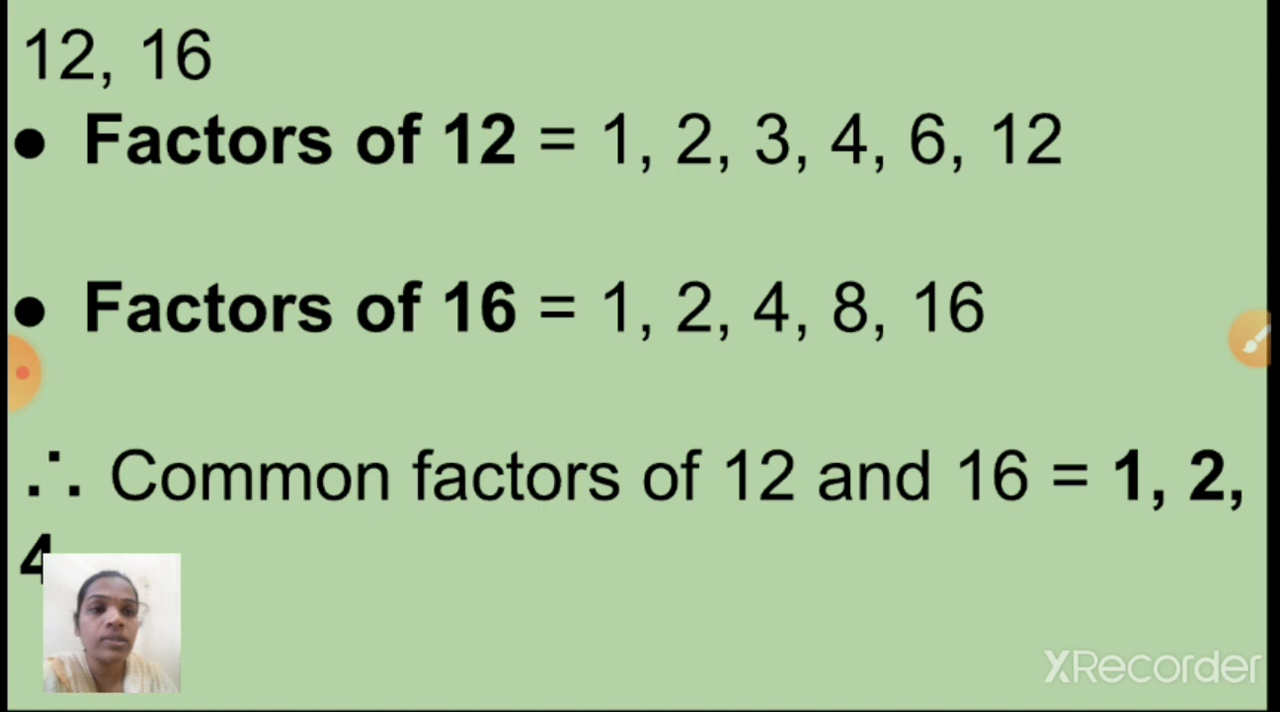 12, 16
● Factors of 12 = 1, 2, 3, 4, 6, 12
● Factors of 16 = 1, 2, 4, 8, 16
∴ Common factors of 12 and 16 = 1, 2,
4
XRecorder